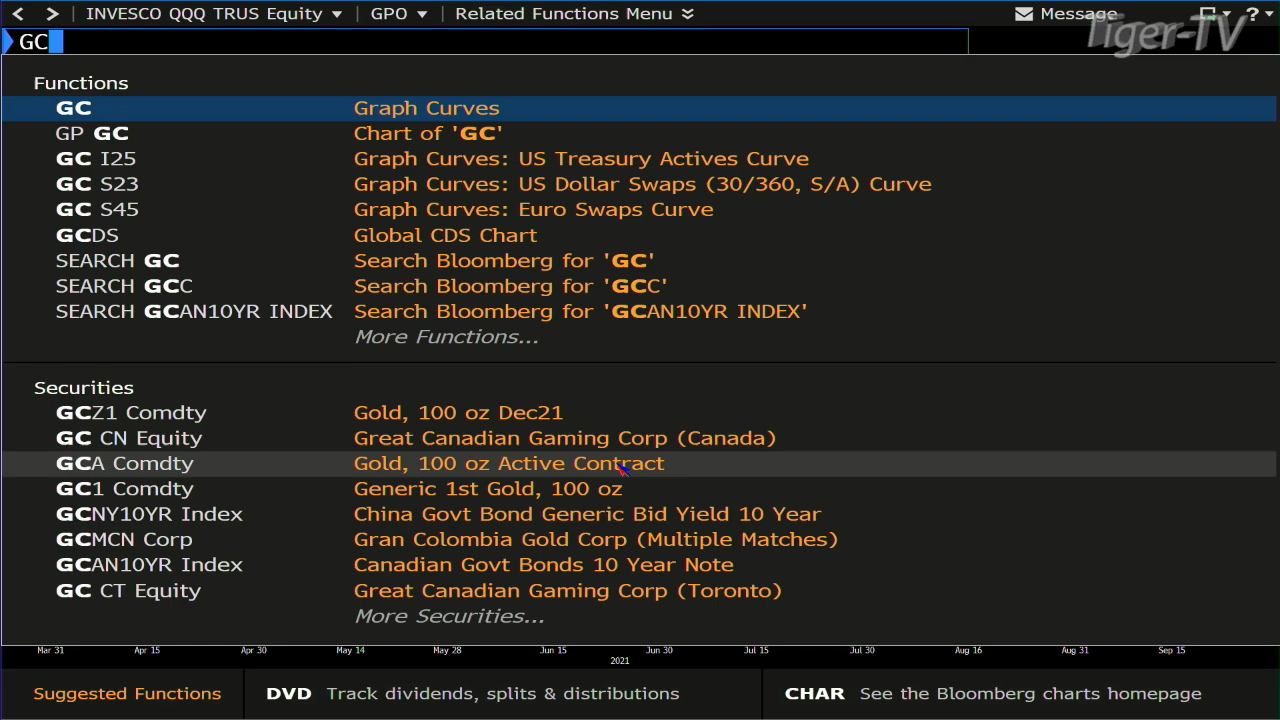 < > INVESCO QQQ TRUS Equity GPO Related Functions Menu Message ?
Tiger-TV
GC
Functions
GC Graph Curves
GP GC Chart of 'GC'
GC I25 Graph Curves: US Treasury Actives Curve
GC S23 Graph Curves: US Dollar Swaps (30/360, S/A) Curve
GC S45 Graph Curves: Euro Swaps Curve
GCDS Global CDS Chart
SEARCH GC Search Bloomberg for 'GC'
SEARCH GCC Search Bloomberg for 'GCC'
SEARCH GCAN10YR INDEX Search Bloomberg for 'GCAN10YR INDEX'
More Functions...
Securities
GCZ1 Comdty Gold, 100 oz Dec21
GC CN Equity Great Canadian Gaming Corp (Canada)
GCA Comdty Gold, 100 oz Active Contract
GC1 Comdty Generic 1st Gold, 100 oz
GCNY10YR Index China Govt Bond Generic Bid Yield 10 Year
GCMCN Corp Gran Colombia Gold Corp (Multiple Matches)
GCAN10YR Index Canadian Govt Bonds 10 Year Note
GC CT Equity Great Canadian Gaming Corp (Toronto)
More Securities...
Mar 31 Apr 15 Apr 30 May 14 May 28 Jun 15 Jun 30 Jul 15 Jul 30 Aug 16 Aug 31 Sep 15
2021
Suggested Functions DVD Track dividends, splits & distributions CHAR See the Bloomberg charts homepage